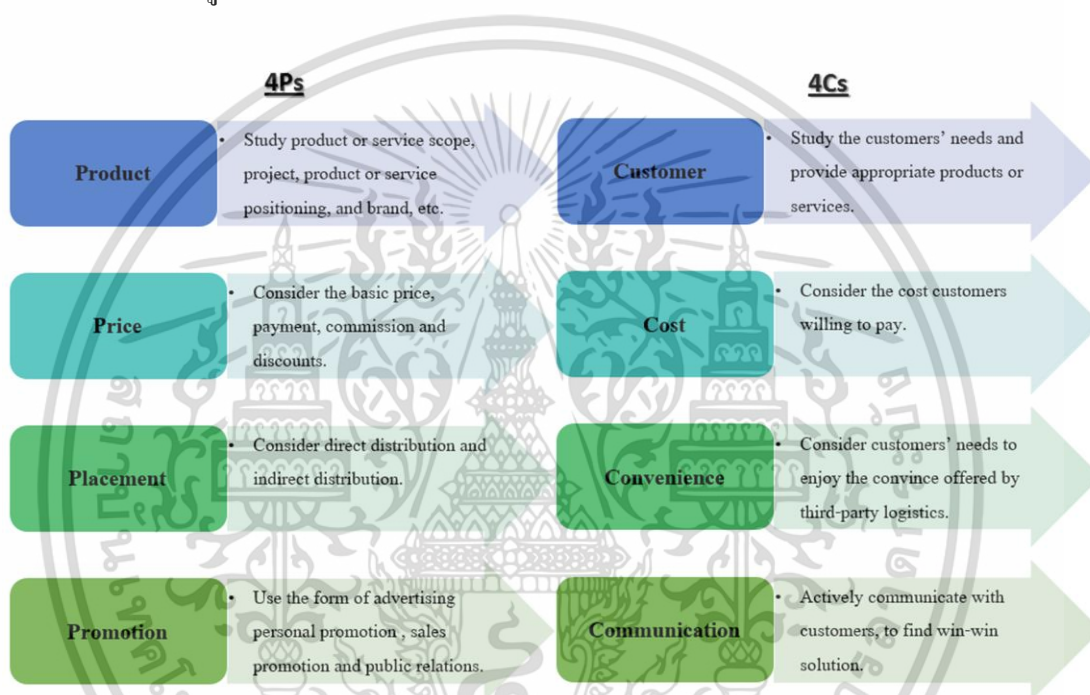 4Ps
4Cs
Product
• Study product or service scope,
project, product or service
positioning, and brand, etc.
Customer
• Study the customers' needs and
provide appropriate products or
services.
Price
• Consider the basic price,
payment, commission and
discounts.
Cost
• Consider the cost customers
willing to pay.
Placement
• Consider direct distribution and
indirect distribution.
Convenience
• Consider customers' needs to
enjoy the convince offered by
third-party logistics.
Promotion
• Use the form of advertising
personal promotion , sales
promotion and public relations.
Communication
• Actively communicate with
customers, to find win-win
solution.